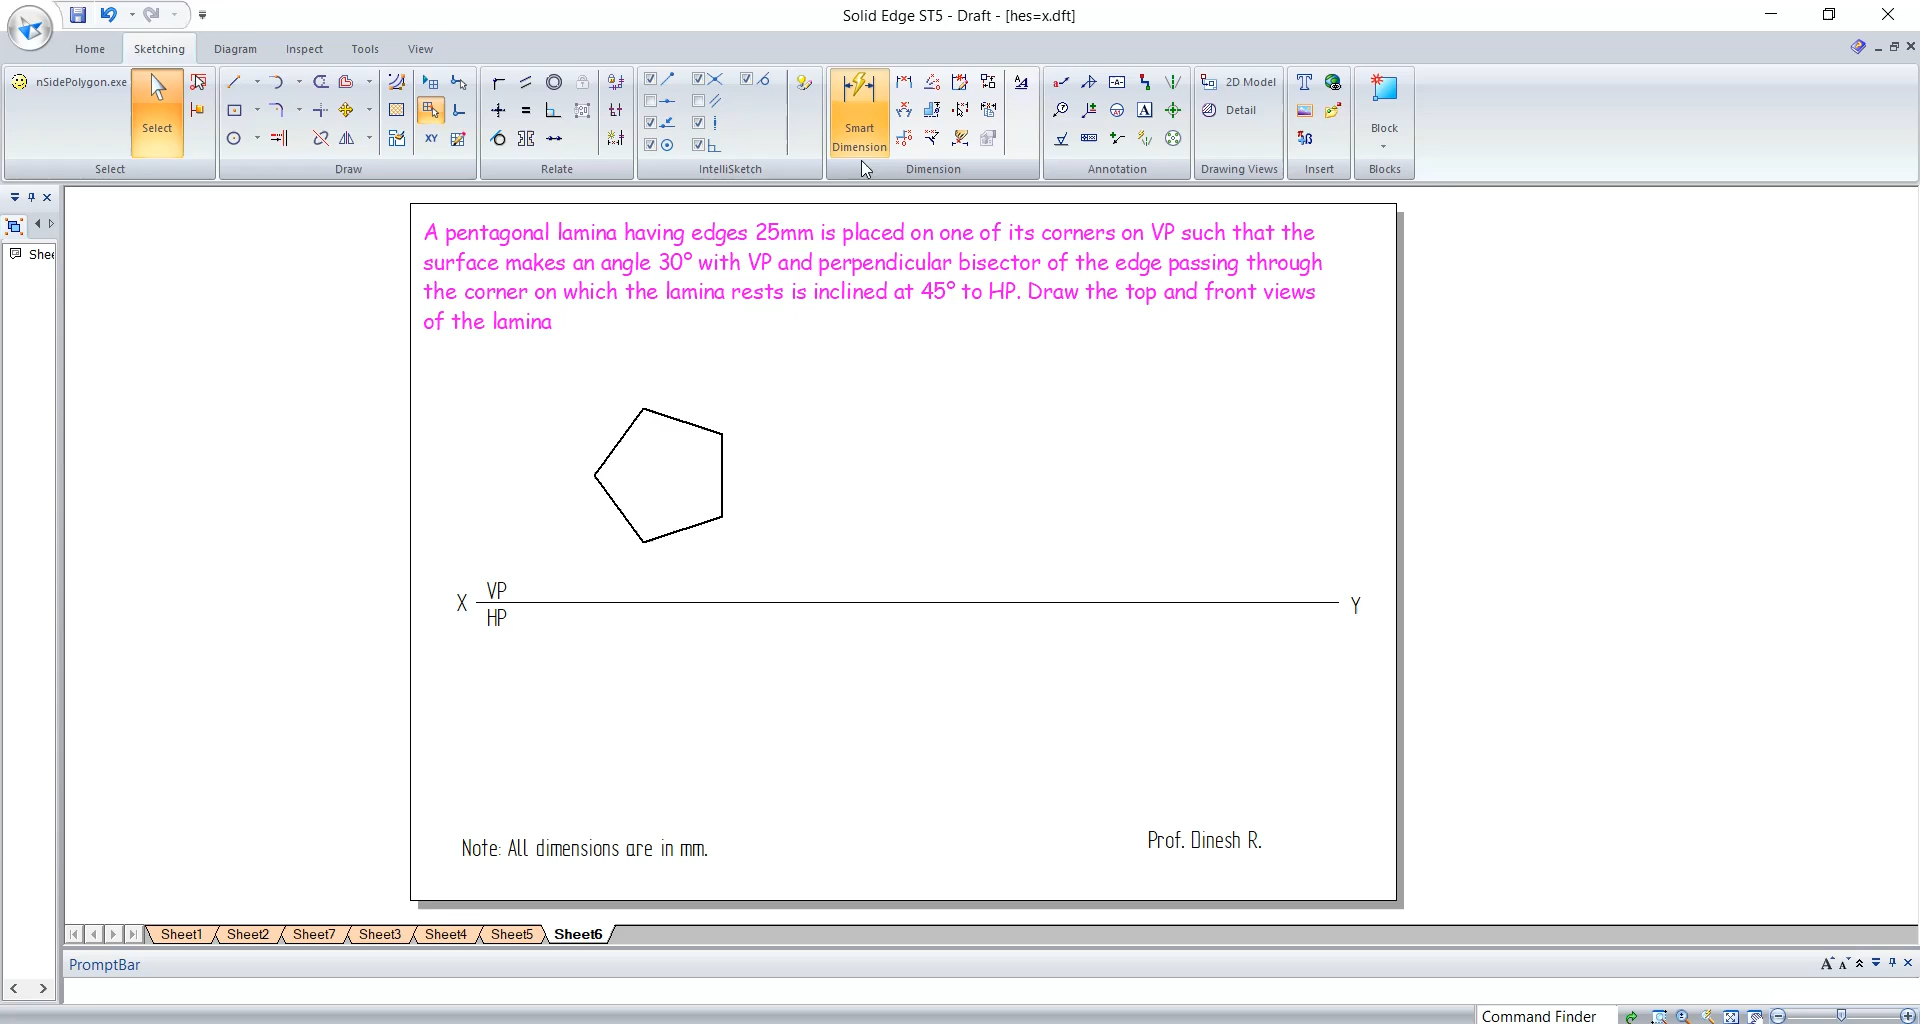 Solid Edge ST5 - Draft - [hes=x.dft]
Home Sketching Diagram Inspect Tools View
nSidePolygon.exe
Select
Smart
Dimension
2D Model
Detail
Block
Select Draw Relate IntelliSketch Dimension Annotation Drawing Views Insert Blocks
Shee
A pentagonal lamina having edges 25mm is placed on one of its corners on VP such that the
surface makes an angle 30° with VP and perpendicular bisector of the edge passing through
the corner on which the lamina rests is inclined at 45° to HP. Draw the top and front views
of the lamina
VP
X Y
HP
Note: All dimensions are in mm.
Prof. Dinesh R.
Sheet1 Sheet2 Sheet7 Sheet3 Sheet4 Sheet5 Sheet6
PromptBar
Command Finder